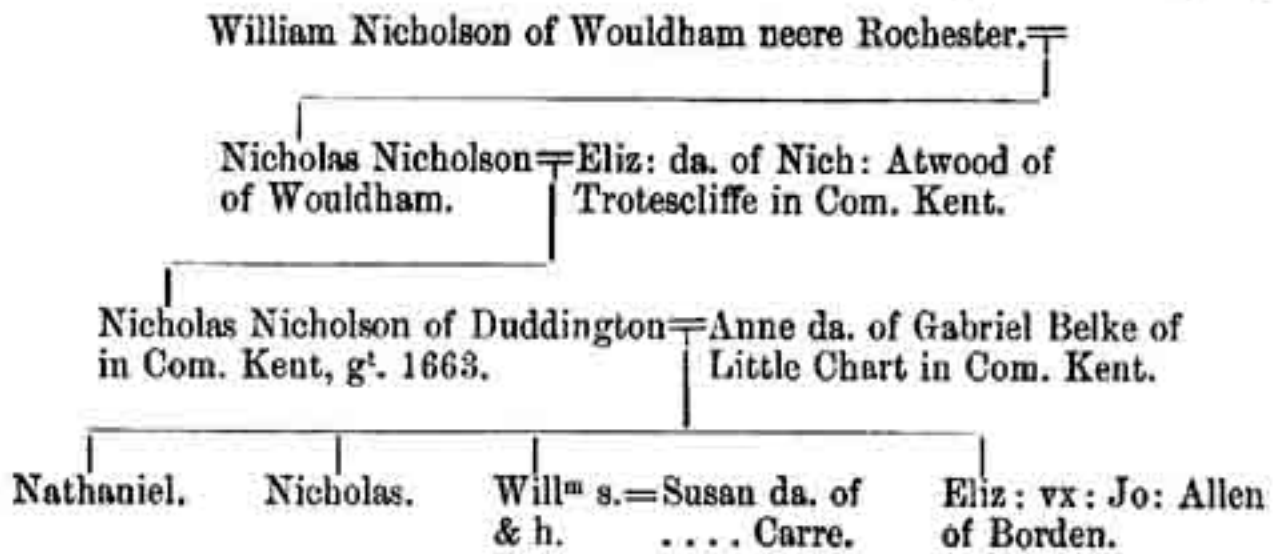 William Nicholson of Wouldham neere Rochester.=
Nicholas Nicholson=Eliz: da. of Nich: Atwood of
of Wouldham. Trotescliffe in Com. Kent.
Nicholas Nicholson of Duddington=Anne da. of Gabriel Belke of
in Com. Kent, gᵗ. 1663. Little Chart in Com. Kent.
Nathaniel. Nicholas. Willᵐ s.=Susan da. of Eliz: vx: Jo: Allen
& h. .... Carre. of Borden.